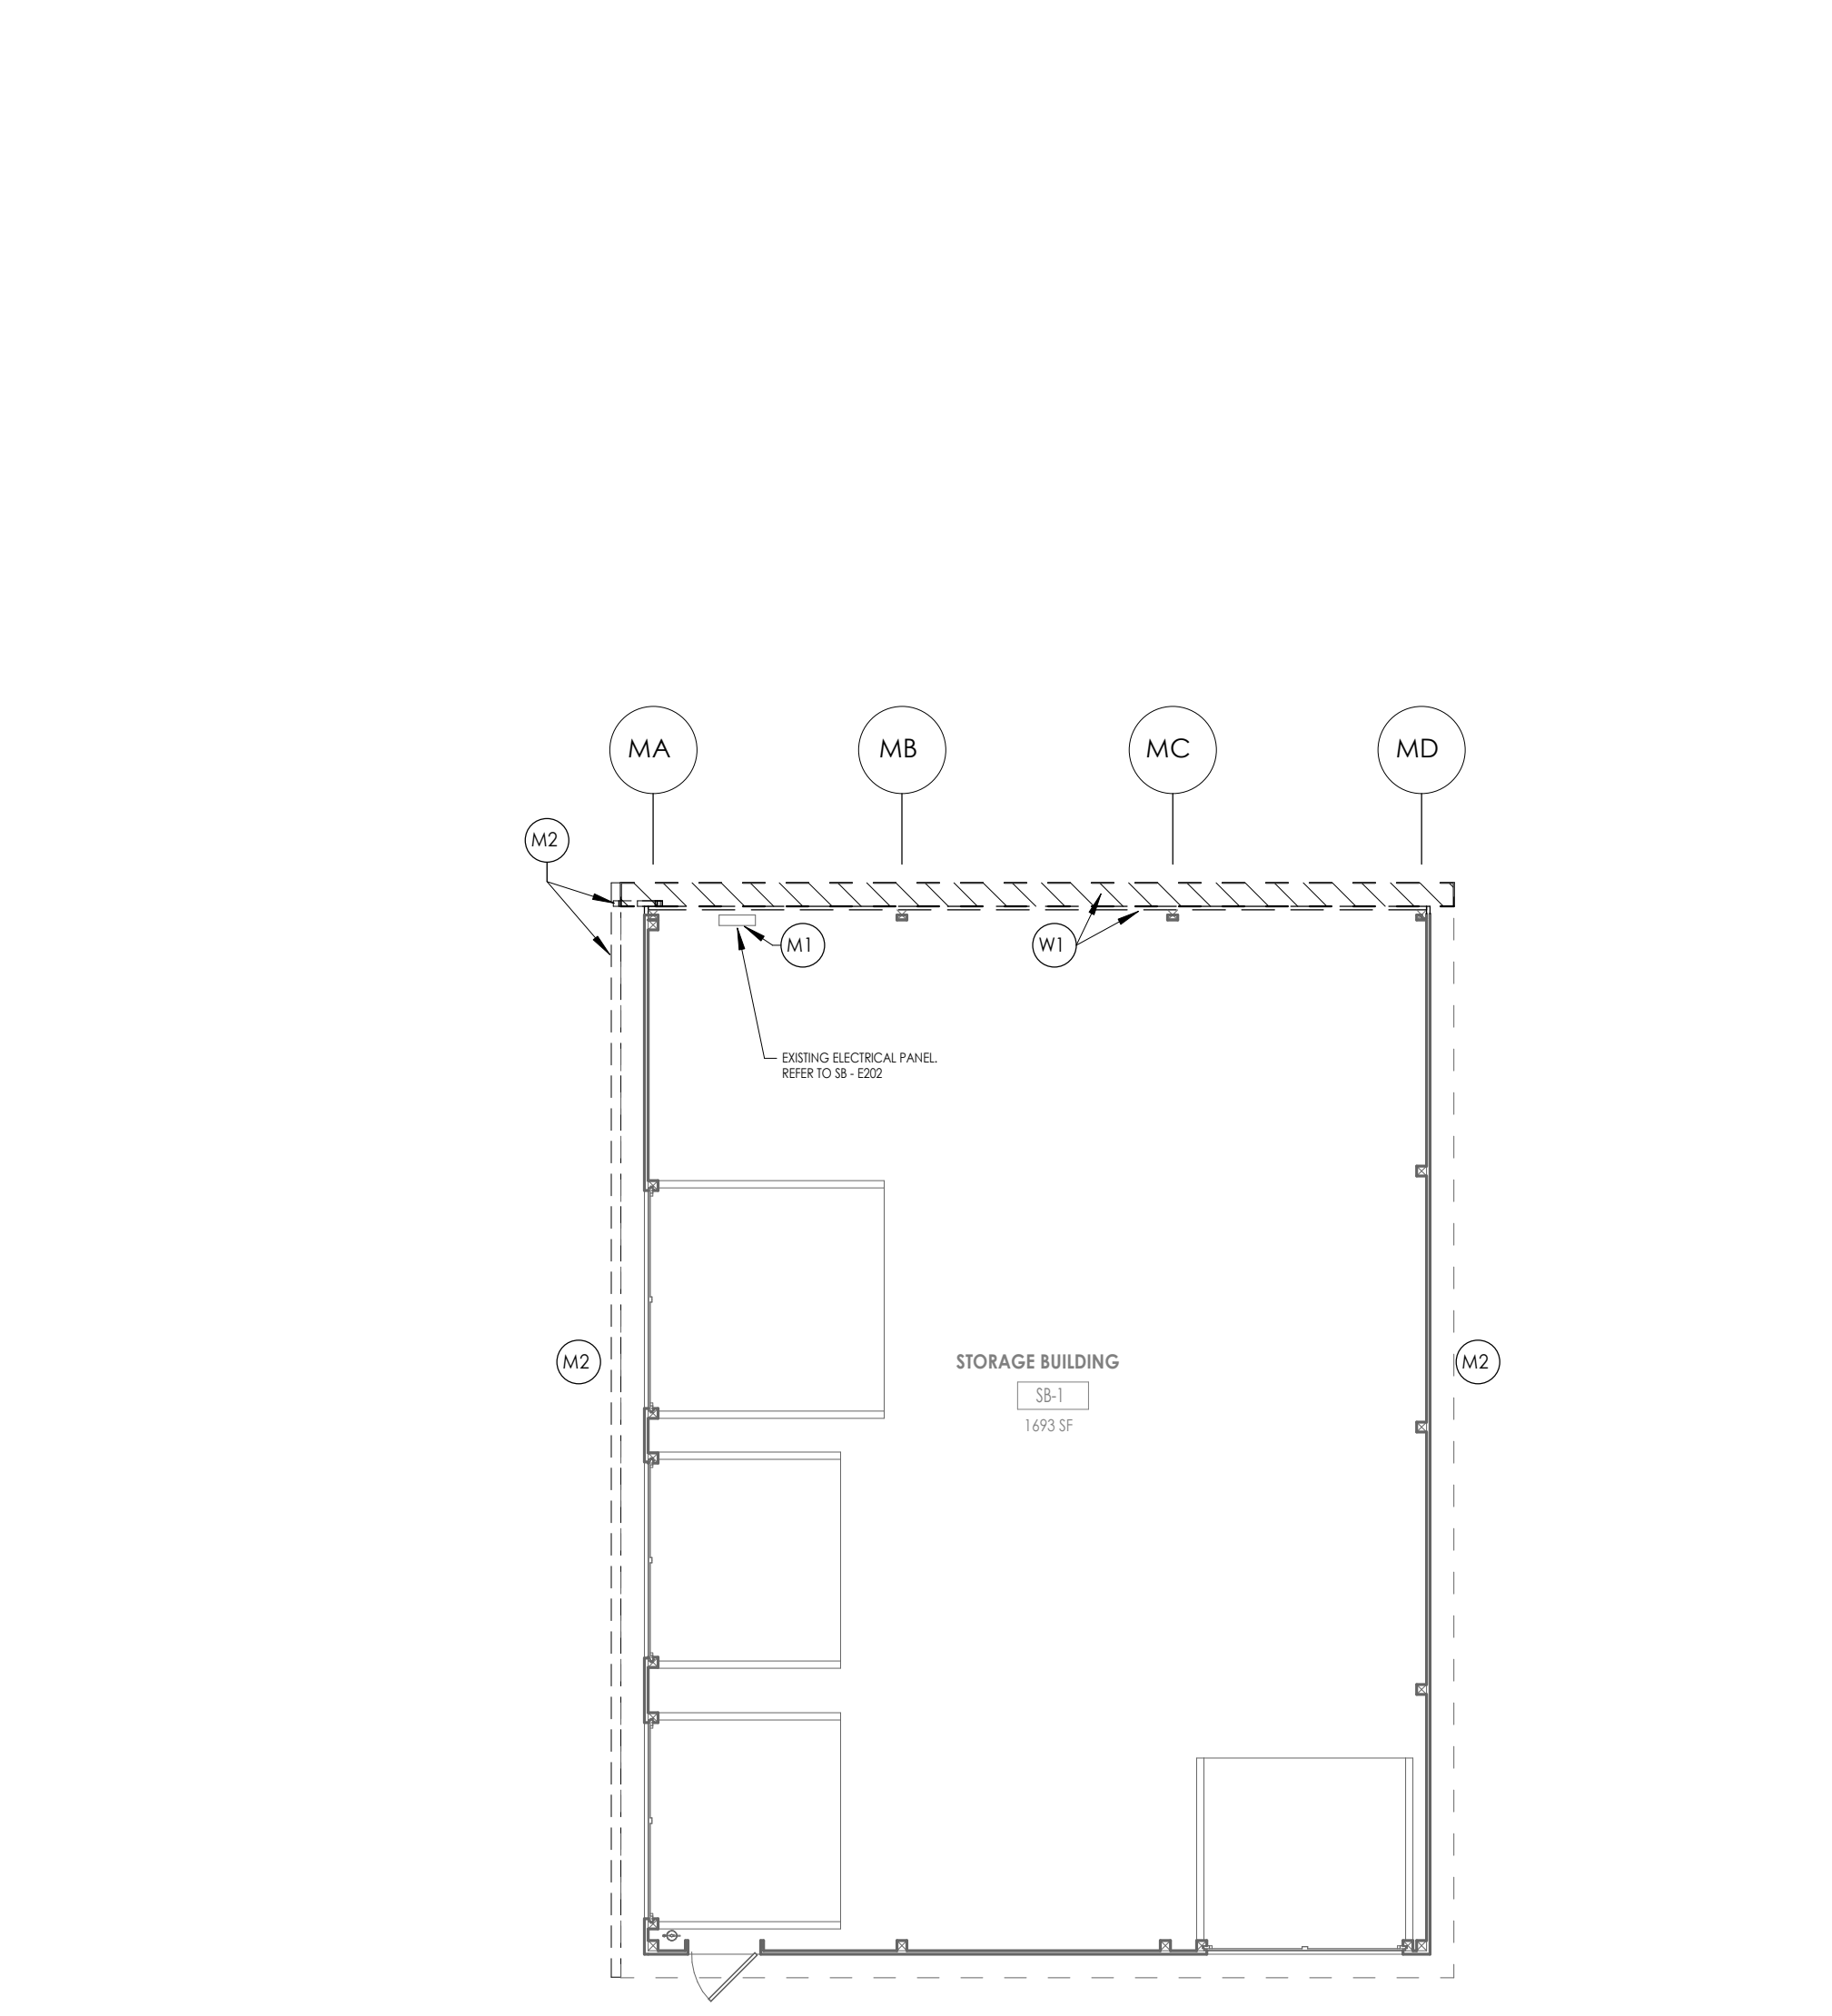 MA
MB
MC
MD
M2
M1
W1
EXISTING ELECTRICAL PANEL.
REFER TO SB - E202
M2
STORAGE BUILDING
SB-1
1693 SF
M2